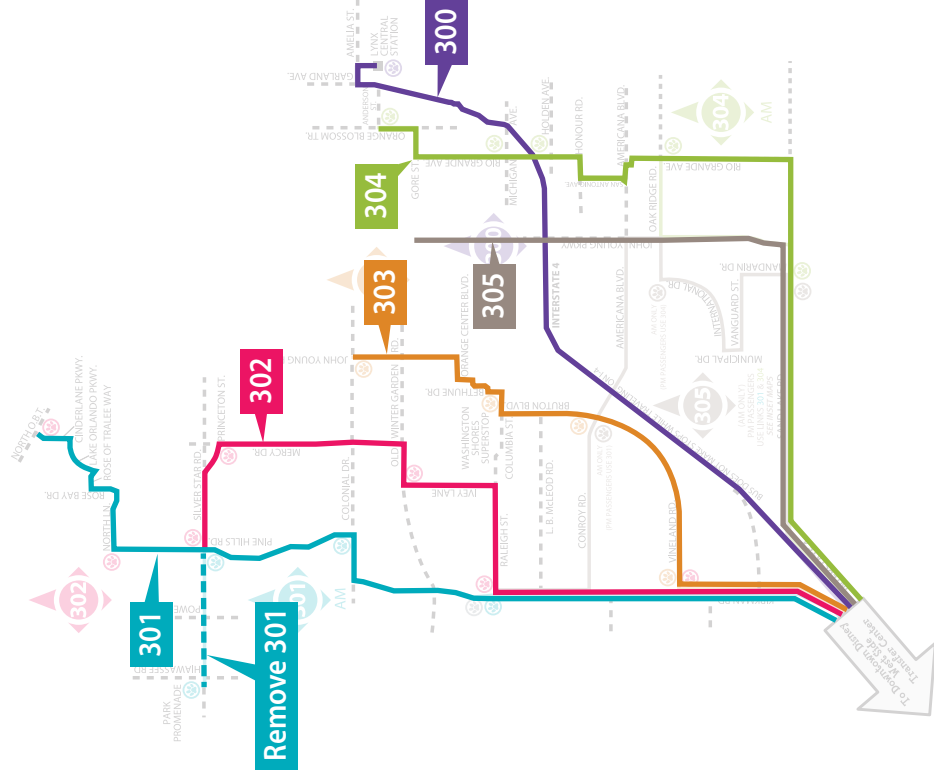 AMELIA ST.
LYNX
CENTRAL
STATION
GARLAND AVE.
ANDERSON
ST.
300
ORANGE BLOSSOM TR.
GORE ST.
RIO GRANDE AVE
MICHIGAN AVE.
HOLDEN AVE.
HONOUR RD.
AMERICANA BLVD.
SAN ANTONIO AVE.
OAK RIDGE RD.
RIO GRANDE AVE
304
AM
304
305
JOHN YOUNG PKWY
INTERSTATE 4
AMERICANA BLVD.
INTERNATIONAL DR.
MANDARIN DR.
VANGUARD ST.
MUNICIPAL DR.
305
303
JOHN YOUNG
OLD WINTER GARDEN RD.
ORANGE CENTER BLVD.
BETHUNE DR.
WASHINGTON
SHORES
SUPERSTOP
COLUMBIA ST.
BRUTON BLVD.
L. B. MCLEOD RD.
CONROY RD.
VINELAND RD.
302
PRINCETON ST.
SILVER STAR RD.
MERCY DR.
COLONIAL DR.
IVEY LANE
RALEIGH ST.
CINDERLANE PKWY.
LAKE ORLANDO PKWY.
ROSE OF TRALEE WAY
ROSE BAY DR.
NORTH LN.
PINE HILLS RD
302
301
AM
301
HIAWASSEE RD
PARK
PROMENADE
Remove 301
To Downtown Disney
West Side
Transfer Center